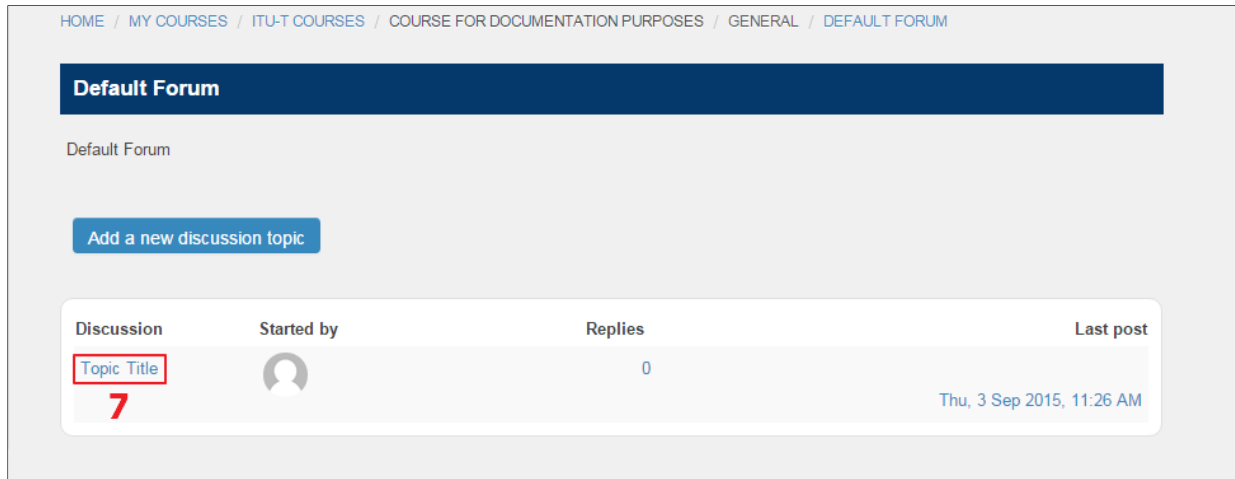 HOME / MY COURSES / ITU-T COURSES / COURSE FOR DOCUMENTATION PURPOSES / GENERAL / DEFAULT FORUM
Default Forum
Default Forum
Add a new discussion topic
Discussion Started by Replies Last post
Topic Title 0
7
Thu, 3 Sep 2015, 11:26 AM